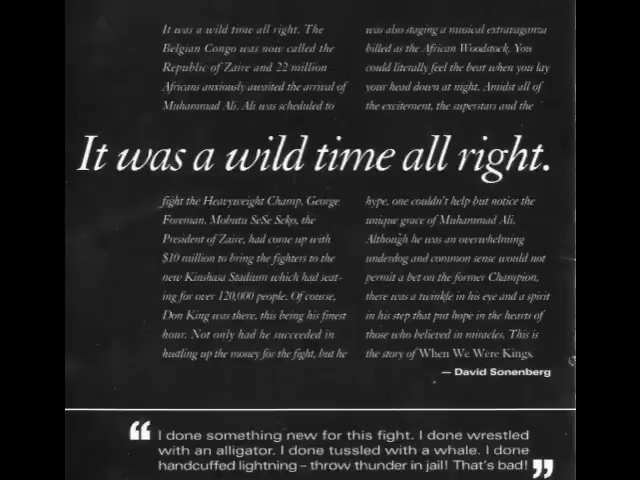 It was a wild time all right. The
Belgian Congo was now called the
Republic of Zaire and 22 million
Africans anxiously awaited the arrival of
Muhammad Ali. Ali was scheduled to
was also staging a musical extravaganza
billed as the African Woodstock. You
could literally feel the beat when you lay
your head down at night. Amidst all of
the excitement, the superstars and the
It was a wild time all right.
fight the Heavyweight Champ, George
Foreman. Mobutu SeSe Seko, the
President of Zaire, had come up with
$10 million to bring the fighters to the
new Kinshasa Stadium which had seat-
ing for over 120,000 people. Of course,
Don King was there, this being his finest
hour. Not only had he succeeded in
hustling up the money for the fight, but he
hype, one couldn't help but notice the
unique grace of Muhammad Ali.
Although he was an overwhelming
underdog and common sense would not
permit a bet on the former Champion,
there was a twinkle in his eye and a spirit
in his step that put hope in the hearts of
those who believed in miracles. This is
the story of When We Were Kings.
— David Sonenberg
“ I done something new for this fight. I done wrestled
with an alligator. I done tussled with a whale. I done
handcuffed lightning – throw thunder in jail! That's bad! ”